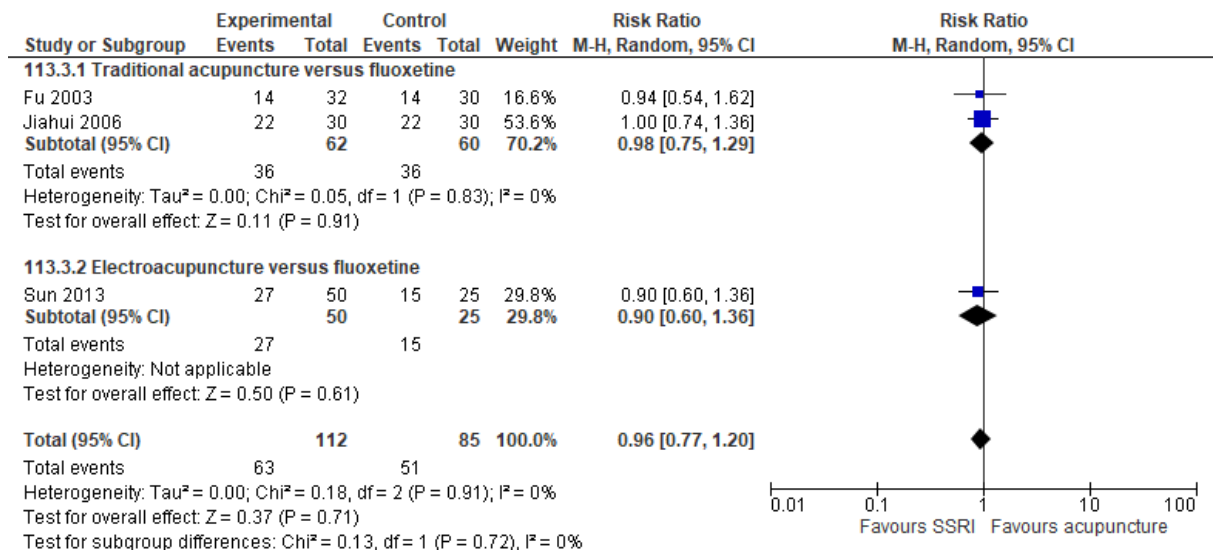 Experimental Control Risk Ratio Risk Ratio
Study or Subgroup Events Total Events Total Weight M-H, Random, 95% CI M-H, Random, 95% CI
113.3.1 Traditional acupuncture versus fluoxetine
Fu 2003 14 32 14 30 16.6% 0.94 [0.54, 1.62]
Jiahui 2006 22 30 22 30 53.6% 1.00 [0.74, 1.36]
Subtotal (95% CI) 62 60 70.2% 0.98 [0.75, 1.29]
Total events 36 36
Heterogeneity: Tau² = 0.00; Chi² = 0.05, df = 1 (P = 0.83); I² = 0%
Test for overall effect: Z = 0.11 (P = 0.91)
113.3.2 Electroacupuncture versus fluoxetine
Sun 2013 27 50 15 25 29.8% 0.90 [0.60, 1.36]
Subtotal (95% CI) 50 25 29.8% 0.90 [0.60, 1.36]
Total events 27 15
Heterogeneity: Not applicable
Test for overall effect: Z = 0.50 (P = 0.61)
Total (95% CI) 112 85 100.0% 0.96 [0.77, 1.20]
Total events 63 51
Heterogeneity: Tau² = 0.00; Chi² = 0.18, df = 2 (P = 0.91); I² = 0%
Test for overall effect: Z = 0.37 (P = 0.71)
Test for subgroup differences: Chi² = 0.13, df = 1 (P = 0.72), I² = 0%
0.01 0.1 1 10 100
Favours SSRI Favours acupuncture